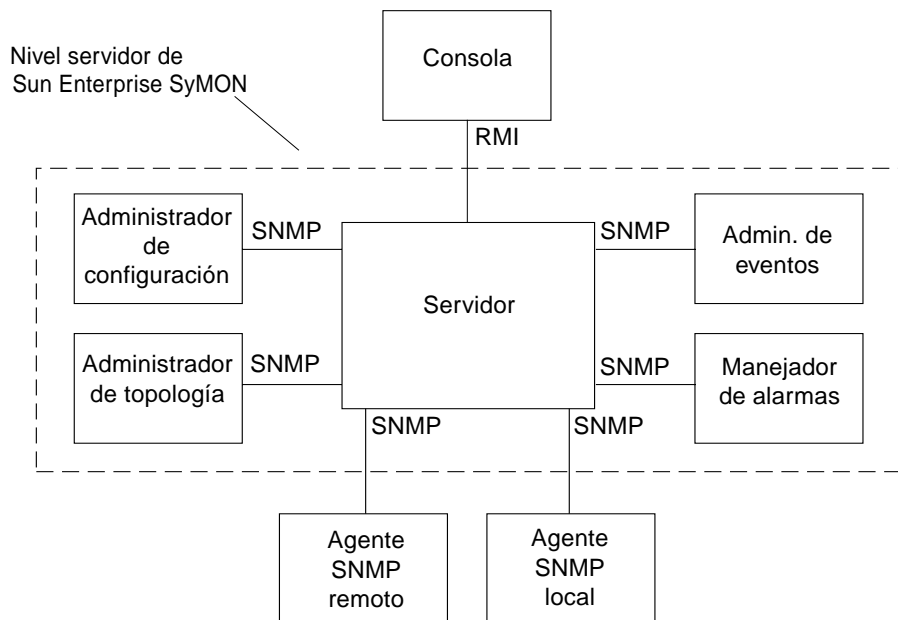 Nivel servidor de
Sun Enterprise SyMON
Consola
RMI
Administrador
de
configuración
SNMP
SNMP
Admin. de
eventos
Servidor
Administrador
de topología
SNMP
SNMP
Manejador
de alarmas
SNMP
SNMP
Agente
SNMP
remoto
Agente
SNMP
local